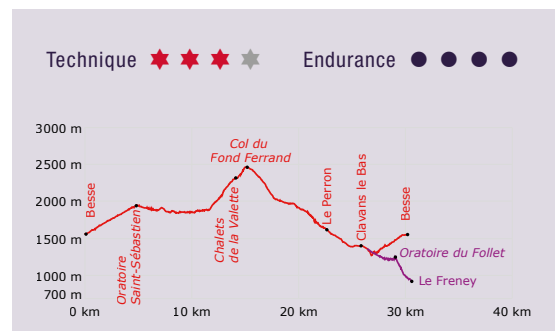 Technique
Endurance
3000 m
2500 m
2000 m
1500 m
1000 m
700 m
Besse
Oratoire
Saint-Sébastien
Chalets
de la Valette
Col du
Fond Ferrand
Le Perron
Clavans le Bas
Besse
Oratoire du Follet
Le Freney
0 km
10 km
20 km
30 km
40 km